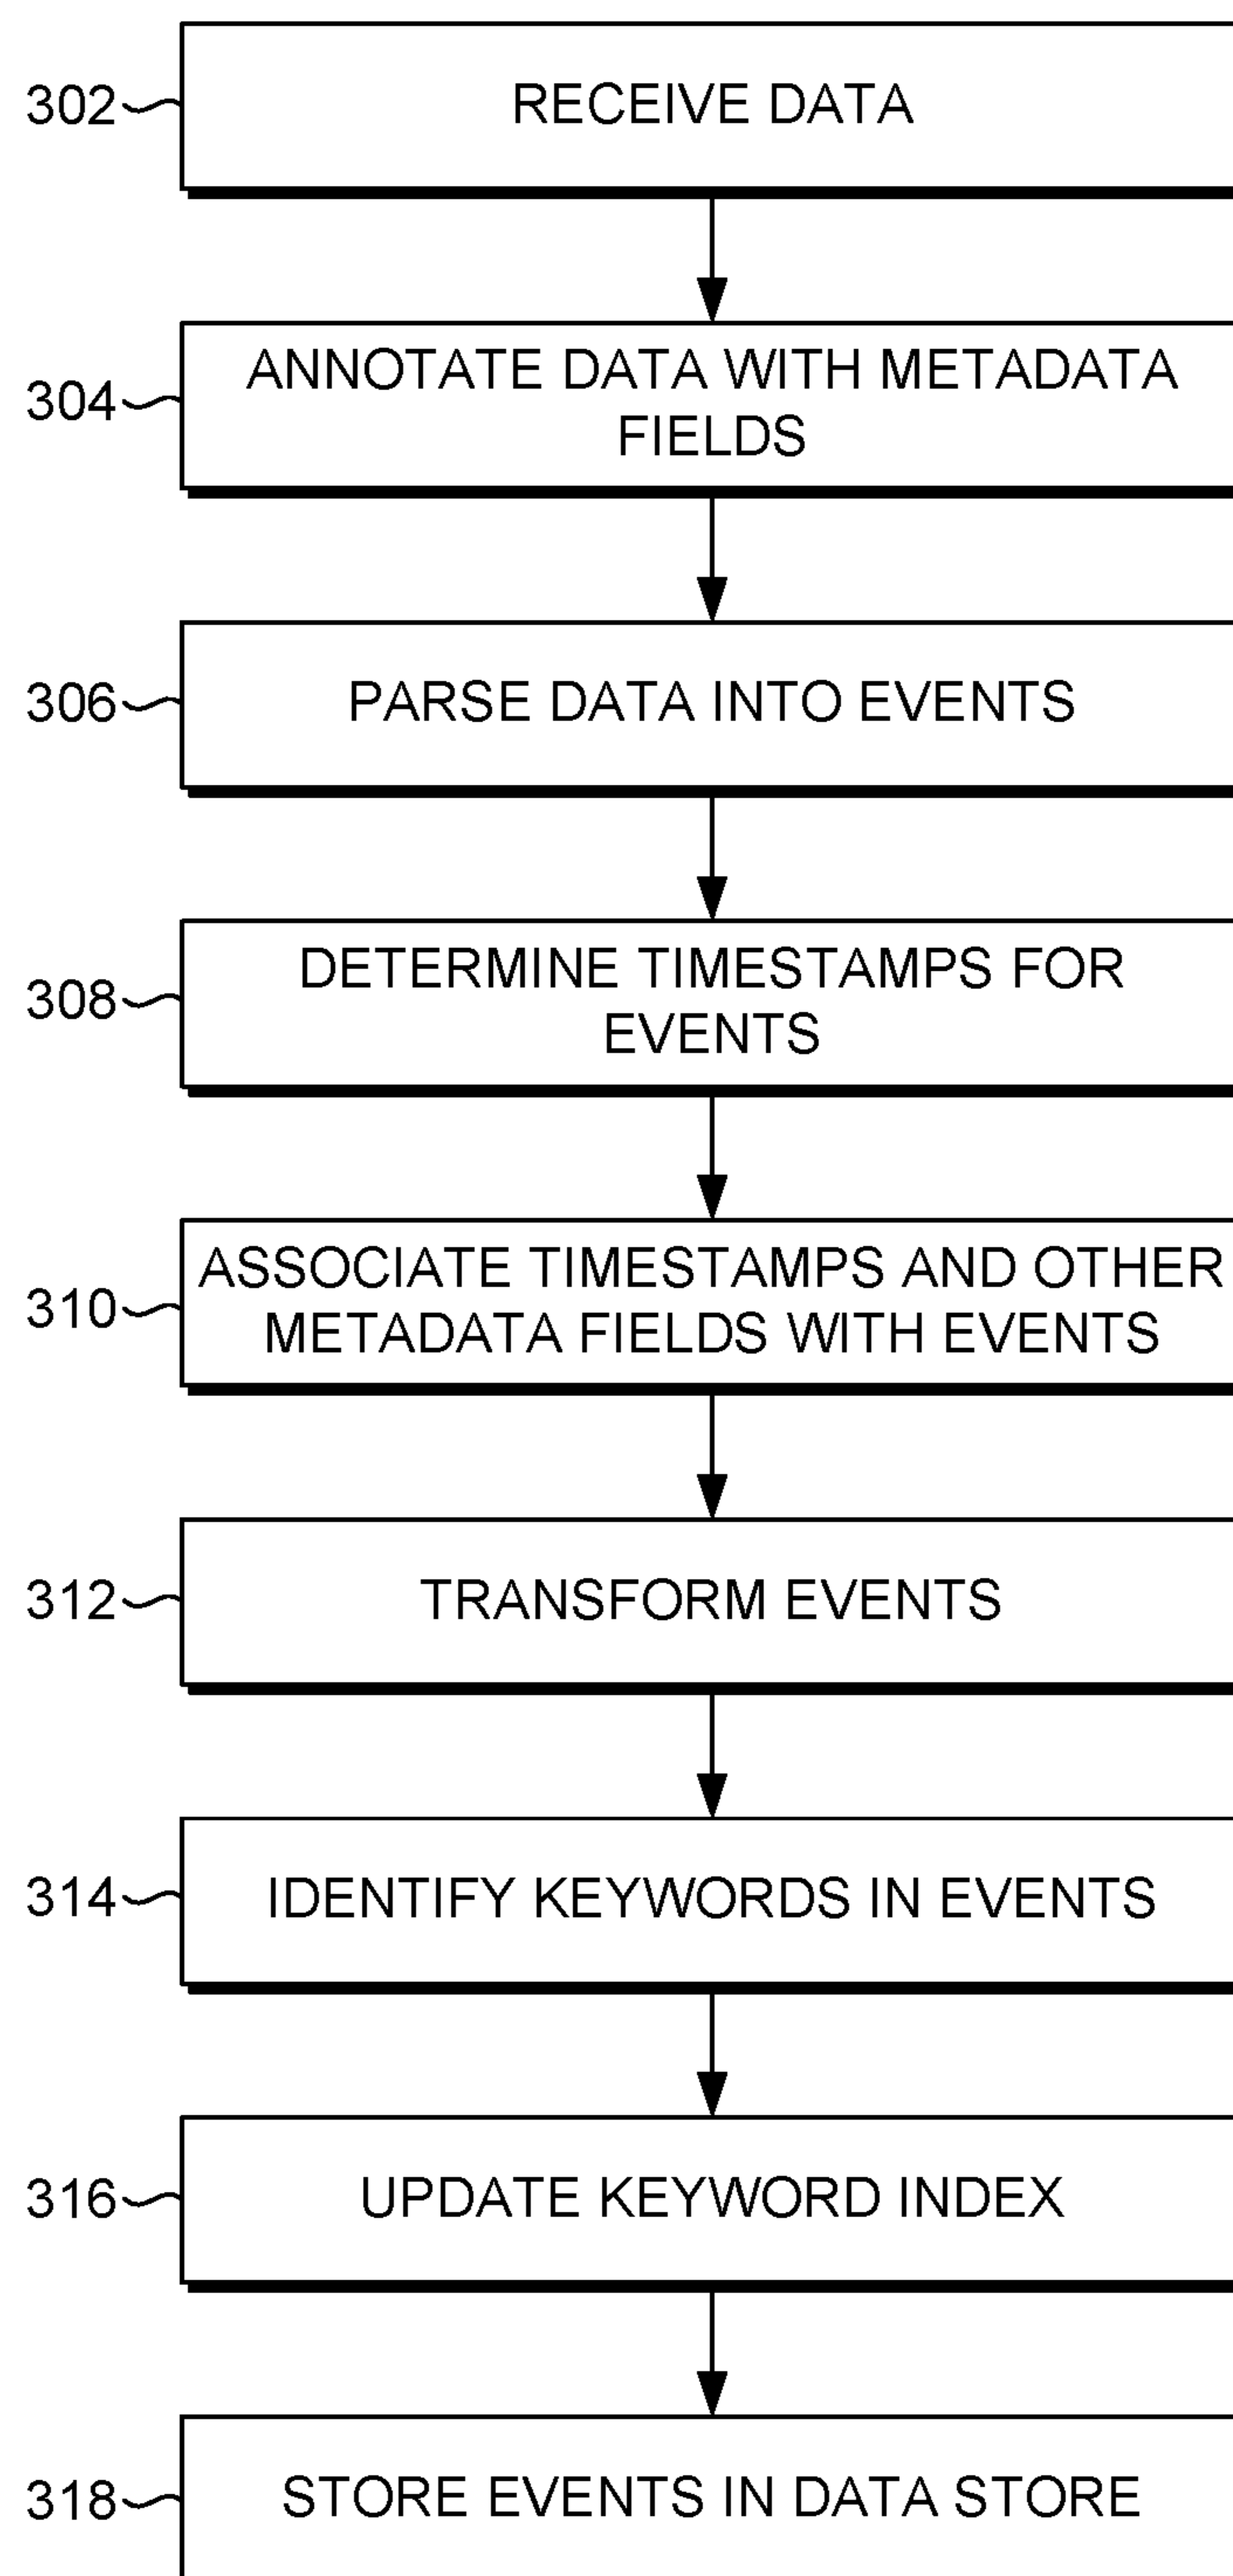 302
RECEIVE DATA
304
ANNOTATE DATA WITH METADATA
FIELDS
306
PARSE DATA INTO EVENTS
308
DETERMINE TIMESTAMPS FOR
EVENTS
310
ASSOCIATE TIMESTAMPS AND OTHER
METADATA FIELDS WITH EVENTS
312
TRANSFORM EVENTS
314
IDENTIFY KEYWORDS IN EVENTS
316
UPDATE KEYWORD INDEX
318
STORE EVENTS IN DATA STORE